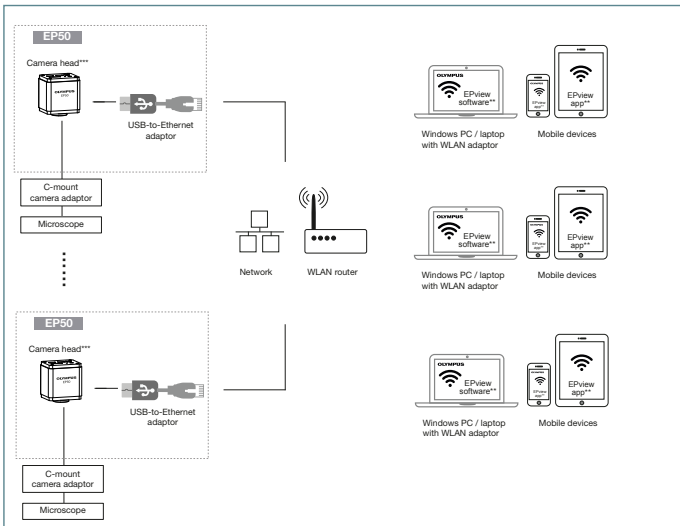 EP50
Camera head***
OLYMPUS
EP50
USB-to-Ethernet
adaptor
C-mount
camera adaptor
Microscope
OLYMPUS
EPview
software**
EPview
app**
EPview
app**
Windows PC / laptop
with WLAN adaptor
Mobile devices
Network
WLAN router
OLYMPUS
EPview
software**
EPview
app**
EPview
app**
Windows PC / laptop
with WLAN adaptor
Mobile devices
EP50
Camera head***
OLYMPUS
EP50
USB-to-Ethernet
adaptor
C-mount
camera adaptor
Microscope
OLYMPUS
EPview
software**
EPview
app**
EPview
app**
Windows PC / laptop
with WLAN adaptor
Mobile devices